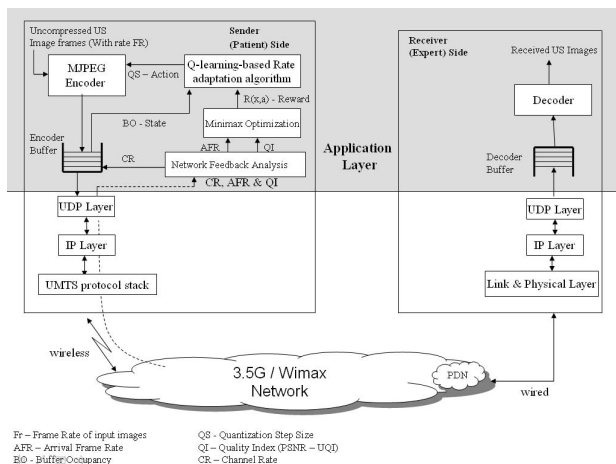 Uncompressed US
Image frames (With rate FR)
Sender
(Patient) Side
MJPEG
Encoder
QS – Action
Q-learning-based Rate
adaptation algorithm
R(x,a) - Reward
BO - State
Minimax Optimization
Encoder
Buffer
CR
AFR
QI
Network Feedback Analysis
CR, AFR & QI
UDP Layer
IP Layer
UMTS protocol stack
Application
Layer
Receiver
(Expert) Side
Received US Images
Decoder
Decoder
Buffer
UDP Layer
IP Layer
Link & Physical Layer
wireless
3.5G / Wimax
Network
PDN
wired
Fr – Frame Rate of input images
AFR – Arrival Frame Rate
BO - Buffer Occupancy
QS - Quantization Step Size
QI – Quality Index (PSNR – UQI)
CR – Channel Rate